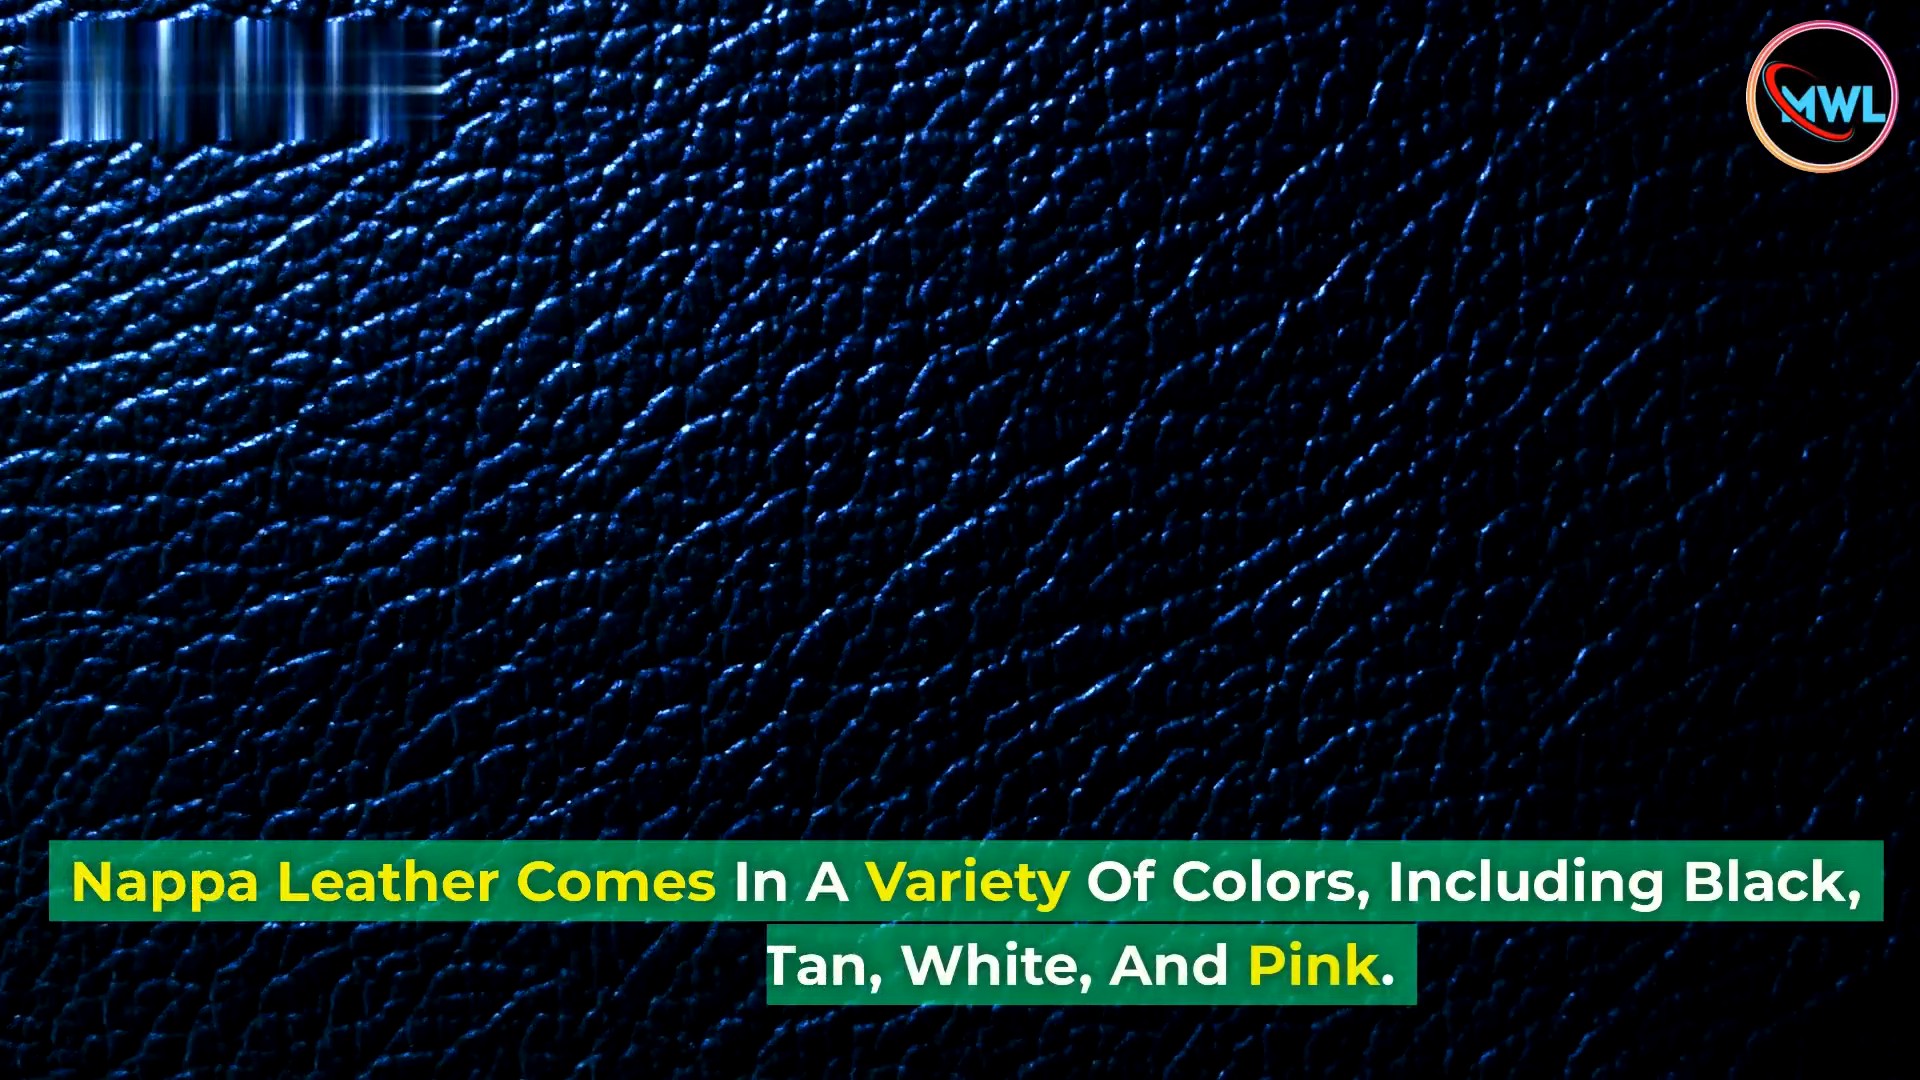 MWL
Nappa Leather Comes In A Variety Of Colors, Including Black,
Tan, White, And Pink.